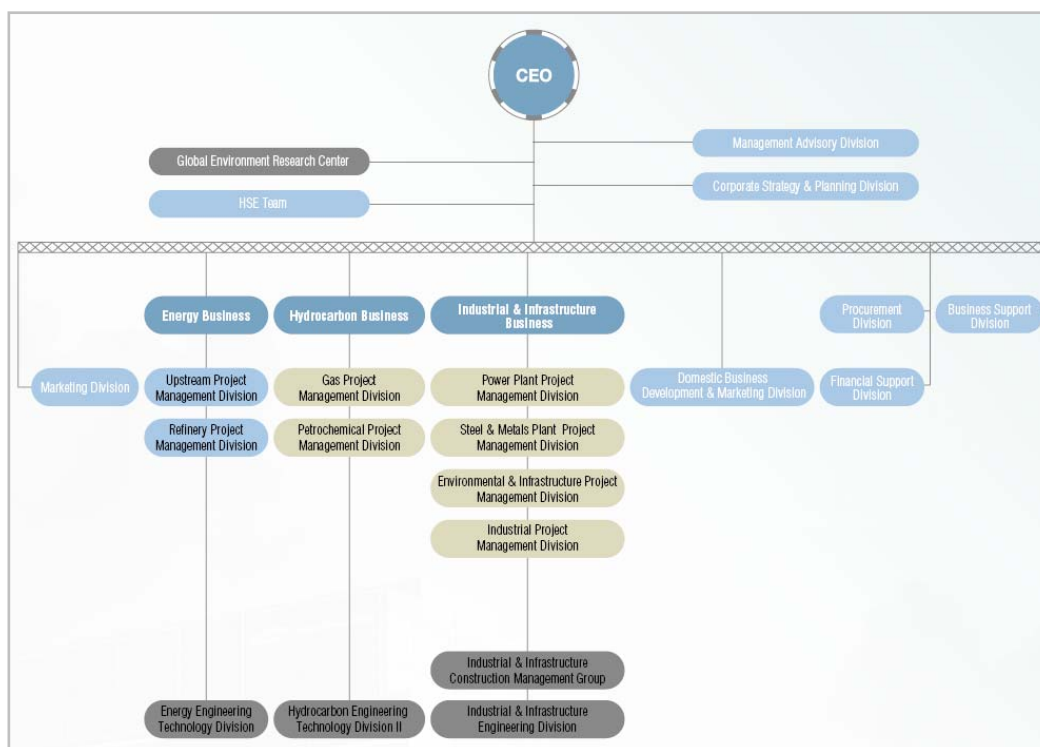 CEO
Global Environment Research Center
Management Advisory Division
HSE Team
Corporate Strategy & Planning Division
Energy Business
Hydrocarbon Business
Industrial & Infrastructure
Business
Procurement
Division
Business Support
Division
Marketing Division
Upstream Project
Management Division
Gas Project
Management Division
Power Plant Project
Management Division
Domestic Business
Development & Marketing Division
Financial Support
Division
Refinery Project
Management Division
Petrochemical Project
Management Division
Steel & Metals Plant Project
Management Division
Environmental & Infrastructure Project
Management Division
Industrial Project
Management Division
Industrial & Infrastructure
Construction Management Group
Energy Engineering
Technology Division
Hydrocarbon Engineering
Technology Division II
Industrial & Infrastructure
Engineering Division